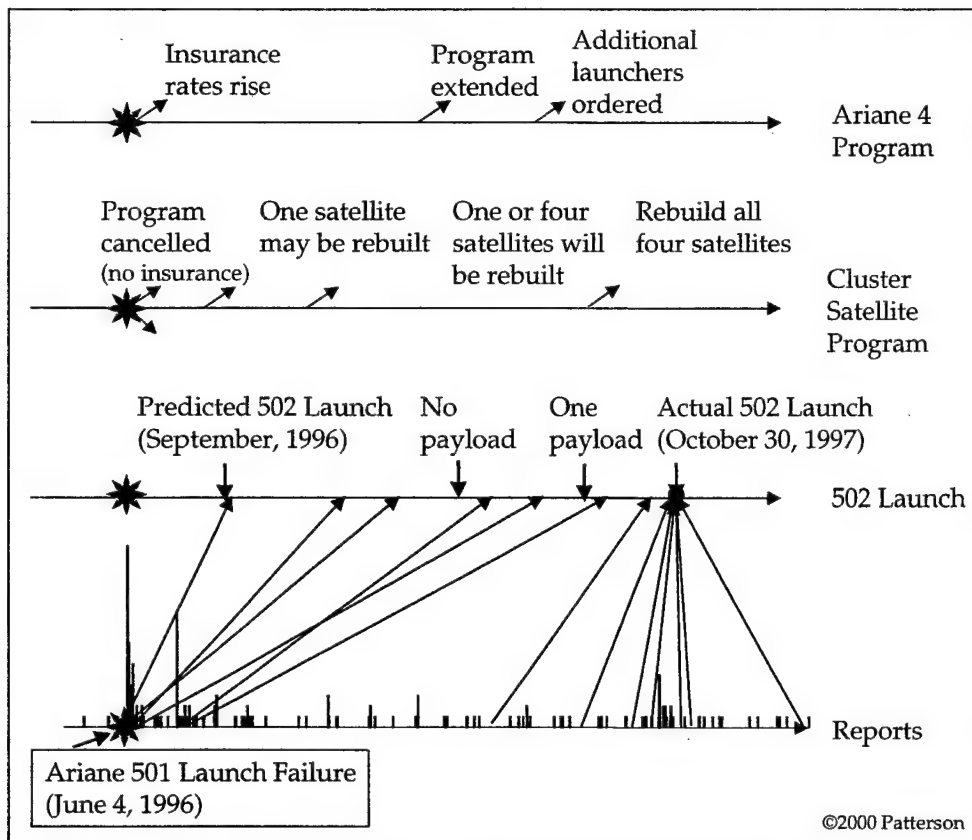 Insurance
rates rise
Program
extended
Additional
launchers
ordered
Ariane 4
Program
Program
cancelled
(no insurance)
One satellite
may be rebuilt
One or four
satellites will
be rebuilt
Rebuild all
four satellites
Cluster
Satellite
Program
Predicted 502 Launch
(September, 1996)
No
payload
One
payload
Actual 502 Launch
(October 30, 1997)
502 Launch
Reports
Ariane 501 Launch Failure
(June 4, 1996)
©2000 Patterson